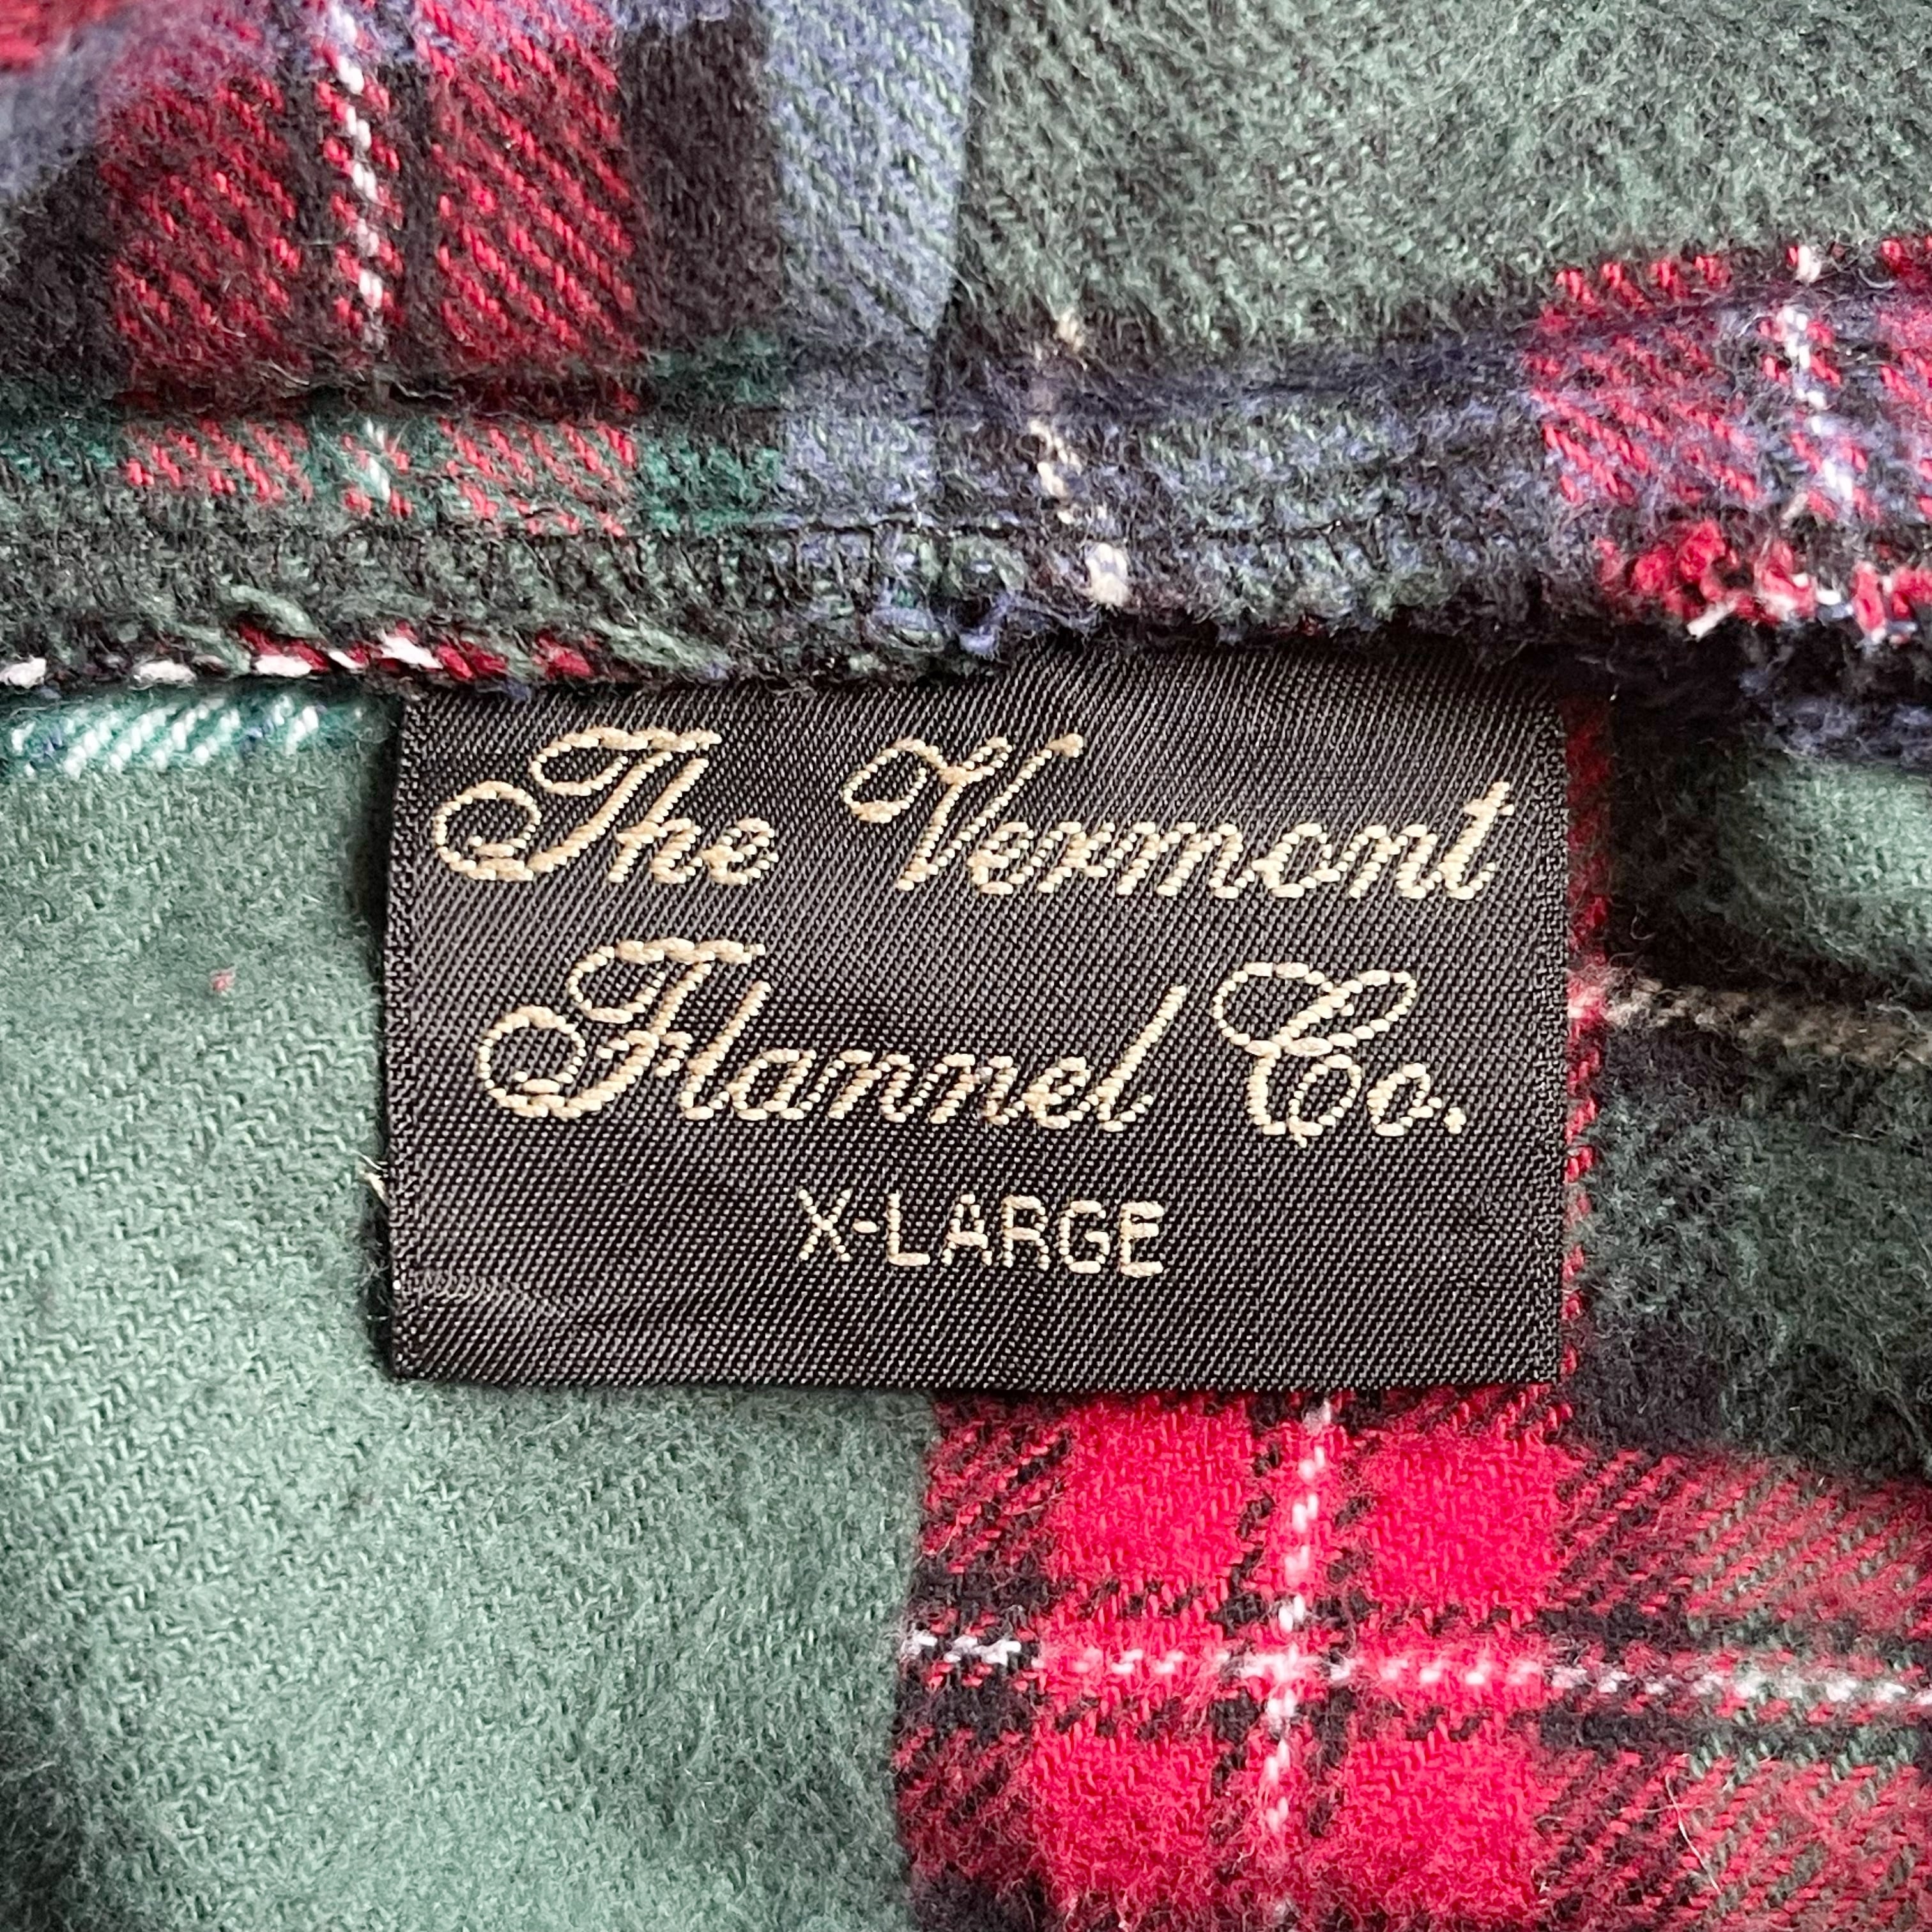 The Vermont
Flannel Co.
X-LARGE